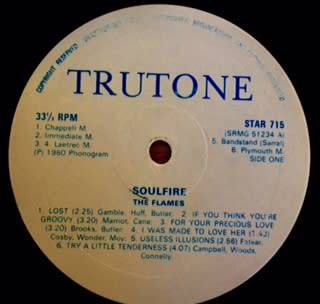 TRUTONE
33⅓ RPM
1. Chappell M.
2. Immediate M.
3. 4. Laetrec M.
(P) 1980 Phonogram
STAR 715
(SRMG 51234 A)
5. Bandstand (Sarral)
6. Plymouth M.
SIDE ONE
SOULFIRE
THE FLAMES
1. LOST (2:25) Gamble, Huff, Butler. 2. IF YOU THINK YOU'RE
GROOVY (3.20) Marriot, Lane. 3. FOR YOUR PRECIOUS LOVE
(3.20) Brooks, Butler. 4. I WAS MADE TO LOVE HER
Cosby, Wonder, Moy. 5. USELESS ILLUSIONS (2.56) Fataar.
6. TRY A LITTLE TENDERNESS (4.07) Campbell, Woods,
Connelly.
COPYRIGHT RESERVED